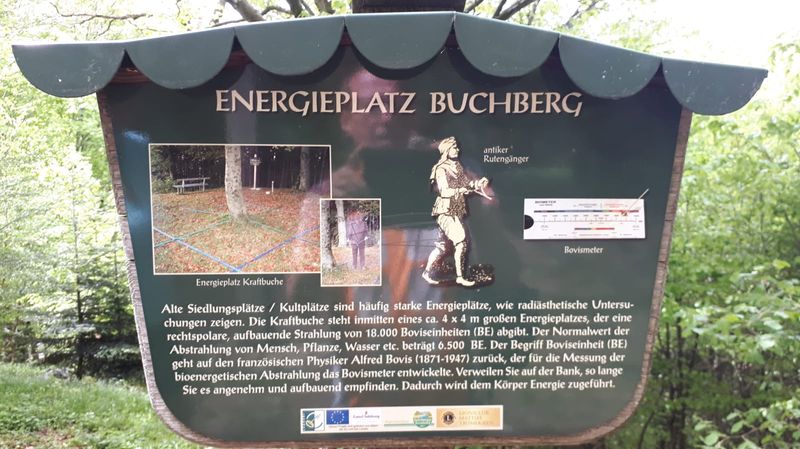 ENERGIEPLATZ BUCHBERG
antiker
Rutengänger
Bovismeter
Energieplatz Kraftbuche
Alte Siedlungsplätze / Kultplätze sind häufig starke Energieplätze, wie radiästhetische Untersu-
chungen zeigen. Die Kraftbuche steht inmitten eines ca. 4 x 4 m großen Energieplatzes, der eine
rechtspolare, aufbauende Strahlung von 18.000 Boviseinheiten (BE) abgibt. Der Normalwert der
Abstrahlung von Mensch, Pflanze, Wasser etc. beträgt 6.500 BE. Der Begriff Boviseinheit (BE)
geht auf den französischen Physiker Alfred Bovis (1871-1947) zurück, der für die Messung der
bioenergetischen Abstrahlung das Bovismeter entwickelte. Verweilen Sie auf der Bank, so lange
Sie es angenehm und aufbauend empfinden. Dadurch wird dem Körper Energie zugeführt.